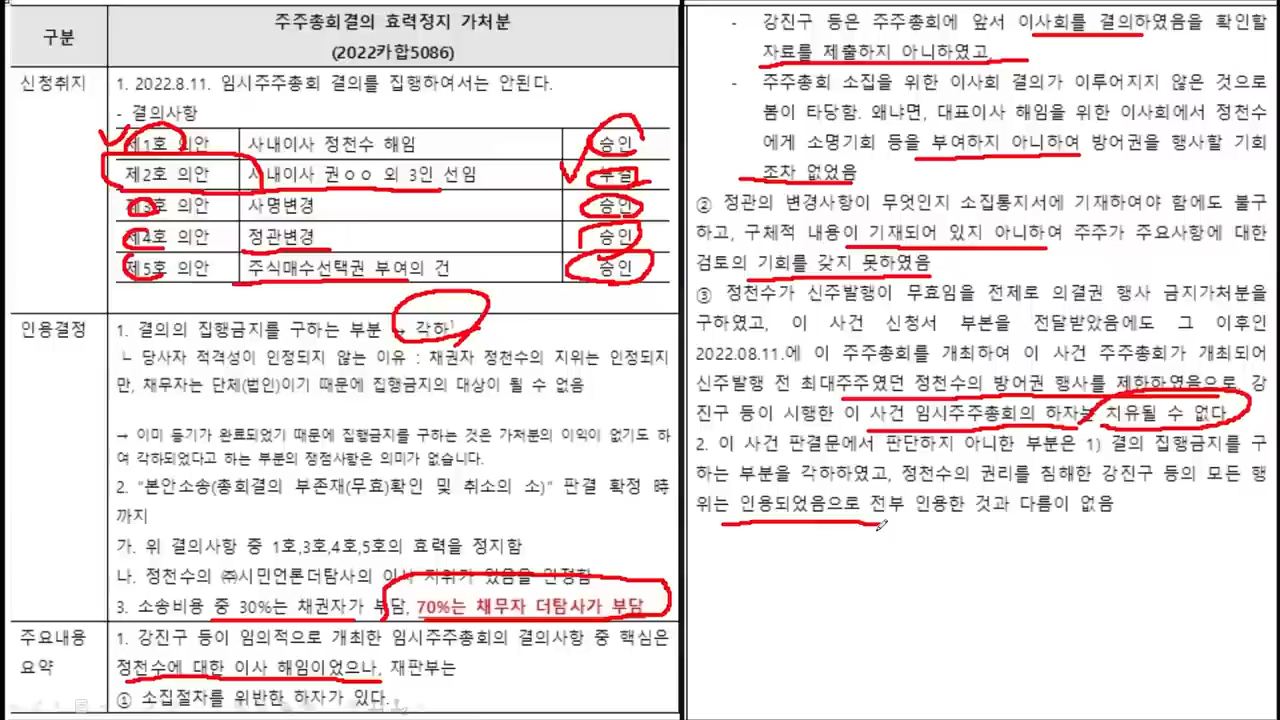 구분
주주총회결의 효력정지 가처분
(2022카합5086)
신청취지
1. 2022.8.11. 임시주주총회 결의를 집행하여서는 안된다.
- 결의사항
제1호 의안 사내이사 정천수 해임 승인
제2호 의안 사내이사 권ㅇㅇ 외 3인 선임 부결
제3호 의안 사명변경 승인
제4호 의안 정관변경 승인
제5호 의안 주식매수선택권 부여의 건 승인
인용결정
1. 결의의 집행금지를 구하는 부분 → 각하
ㄴ 당사자 적격성이 인정되지 않는 이유 : 채권자 정천수의 지위는 인정되지
만, 채무자는 단체(법인)이기 때문에 집행금지의 대상이 될 수 없음
→ 이미 등기가 완료되었기 때문에 집행금지를 구하는 것은 가처분의 이익이 없기도 하
여 각하되었다고 하는 부분의 쟁점사항은 의미가 없습니다.
2. “본안소송(총회결의 부존재(무효)확인 및 취소의 소)” 판결 확정 時
까지
가. 위 결의사항 중 1호,3호,4호,5호의 효력을 정지함
나. 정천수의 ㈜시민언론더탐사의 이사 지위가 있음을 인정함
3. 소송비용 중 30%는 채권자가 부담, 70%는 채무자 더탐사가 부담
주요내용
요약
1. 강진구 등이 임의적으로 개최한 임시주주총회의 결의사항 중 핵심은
정천수에 대한 이사 해임이었으나, 재판부는
① 소집절차를 위반한 하자가 있다.
- 강진구 등은 주주총회에 앞서 이사회를 결의하였음을 확인할
자료를 제출하지 아니하였고,
- 주주총회 소집을 위한 이사회 결의가 이루어지지 않은 것으로
봄이 타당함. 왜냐면, 대표이사 해임을 위한 이사회에서 정천수
에게 소명기회 등을 부여하지 아니하여 방어권을 행사할 기회
조차 없었음
② 정관의 변경사항이 무엇인지 소집통지서에 기재하여야 함에도 불구
하고, 구체적 내용이 기재되어 있지 아니하여 주주가 주요사항에 대한
검토의 기회를 갖지 못하였음
③ 정천수가 신주발행이 무효임을 전제로 의결권 행사 금지가처분을
구하였고, 이 사건 신청서 부본을 전달받았음에도 그 이후인
2022.08.11.에 이 주주총회를 개최하여 이 사건 주주총회가 개최되어
신주발행 전 최대주주였던 정천수의 방어권 행사를 제한하였음으로, 강
진구 등이 시행한 이 사건 임시주주총회의 하자는 치유될 수 없다.
2. 이 사건 판결문에서 판단하지 아니한 부분은 1) 결의 집행금지를 구
하는 부분을 각하하였고, 정천수의 권리를 침해한 강진구 등의 모든 행
위는 인용되었음으로 전부 인용한 것과 다름이 없음